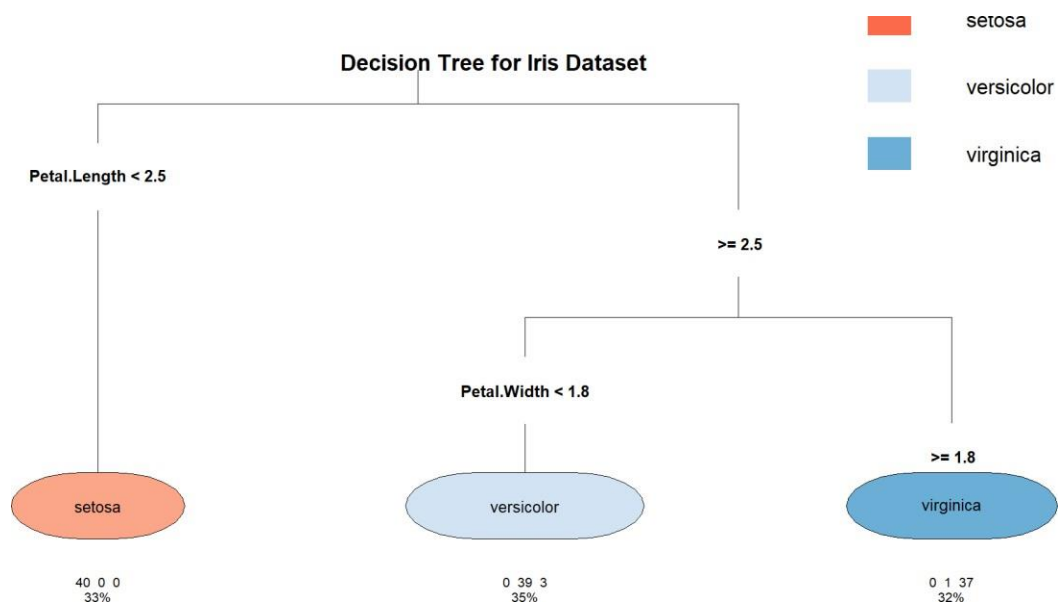 setosa
Decision Tree for Iris Dataset
versicolor
virginica
Petal.Length < 2.5
>= 2.5
Petal.Width < 1.8
>= 1.8
setosa
versicolor
virginica
40 0 0
33%
0 39 3
35%
0 1 37
32%